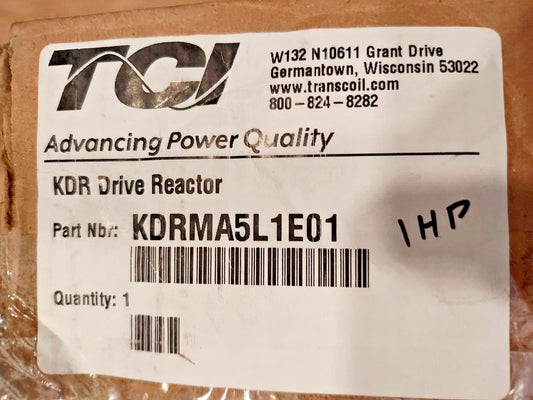 TCI
W132 N10611 Grant Drive
Germantown, Wisconsin 53022
www.transcoil.com
800-824-8282
Advancing Power Quality
KDR Drive Reactor
Part Nbr: KDRMA5L1E01
1HP
Quantity: 1